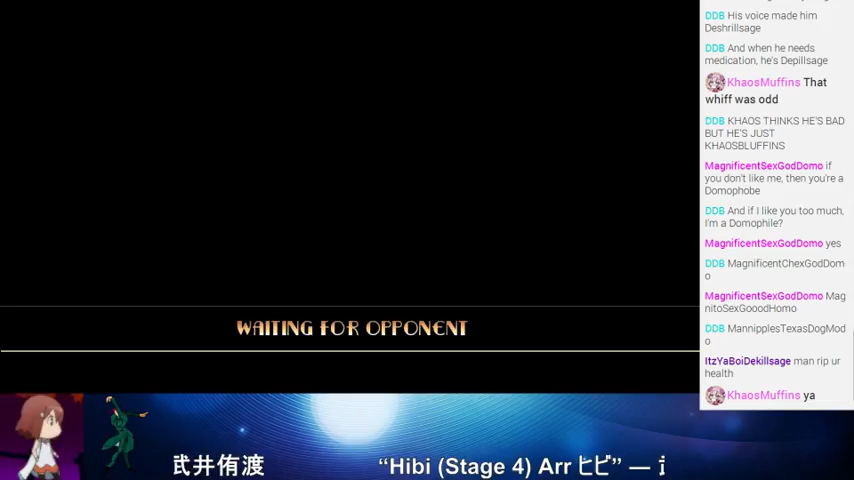 DDB His voice made him
Deshrillsage
DDB And when he needs
medication, he's Depillsage
KhaosMuffins That
whiff was odd
DDB KHAOS THINKS HE'S BAD
BUT HE'S JUST
KHAOSBLUFFINS
MagnificentSexGodDomo if
you don't like me, then you're a
Domophobe
DDB And if I like you too much,
I'm a Domophile?
MagnificentSexGodDomo yes
DDB MagnificentChexGodDom
o
MagnificentSexGodDomo Mag
nitoSexGooodHomo
DDB MannipplesTexasDogMod
o
ItzYaBoiDekillsage man rip ur
health
KhaosMuffins ya
WAITING FOR OPPONENT
武井侑渡 “Hibi (Stage 4) Arr ヒビ” —